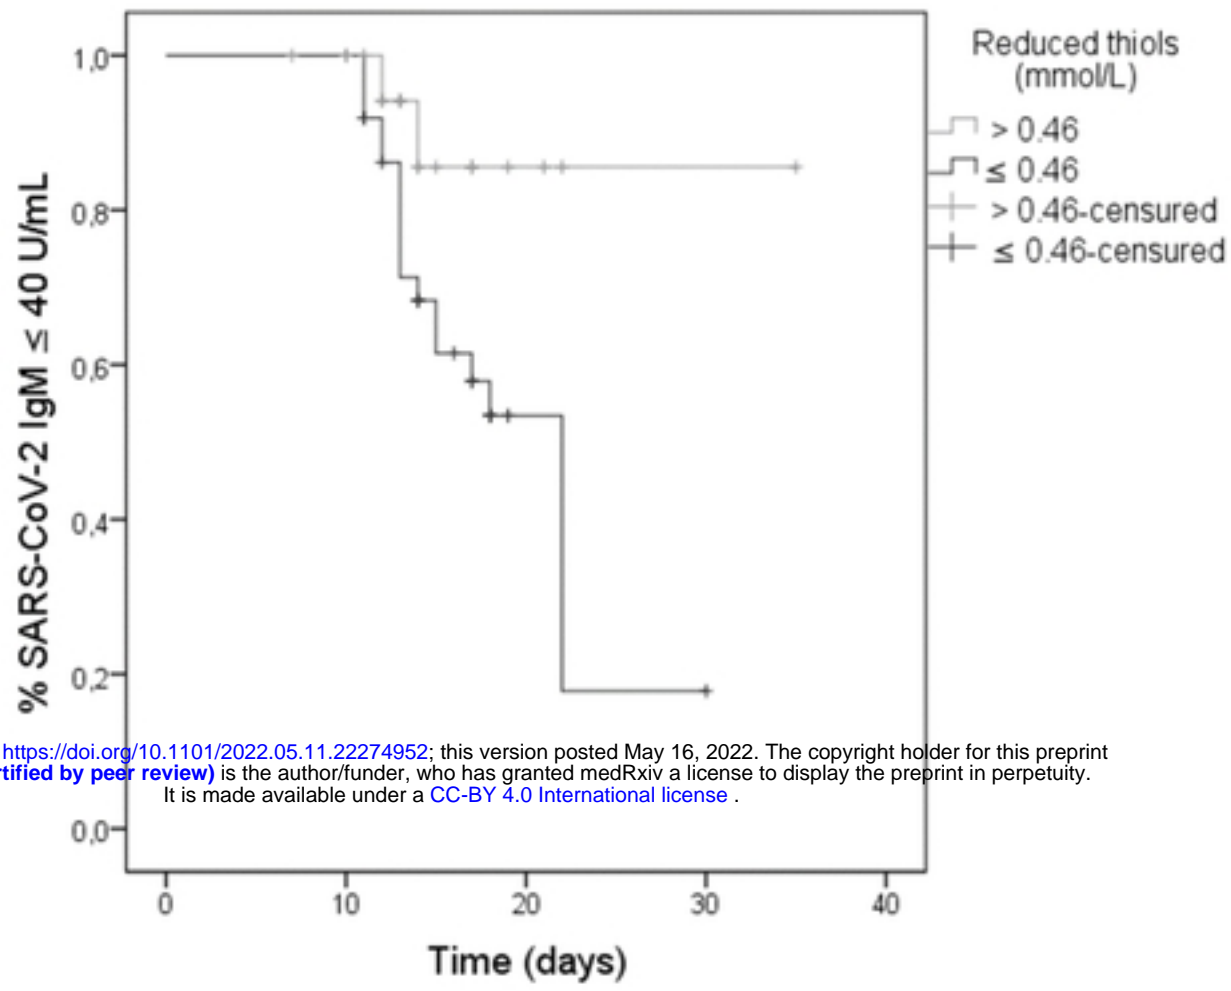 Reduced thiols
(mmol/L)
> 0.46
≤ 0.46
> 0.46-censured
≤ 0.46-censured
% SARS-CoV-2 IgM ≤ 40 U/mL
1,0
0,8
0,6
0,4
0,2
0,0
https://doi.org/10.1101/2022.05.11.22274952; this version posted May 16, 2022. The copyright holder for this preprint
by peer review) is the author/funder, who has granted medRxiv a license to display the preprint in perpetuity.
It is made available under a CC-BY 4.0 International license .
0 10 20 30 40
Time (days)